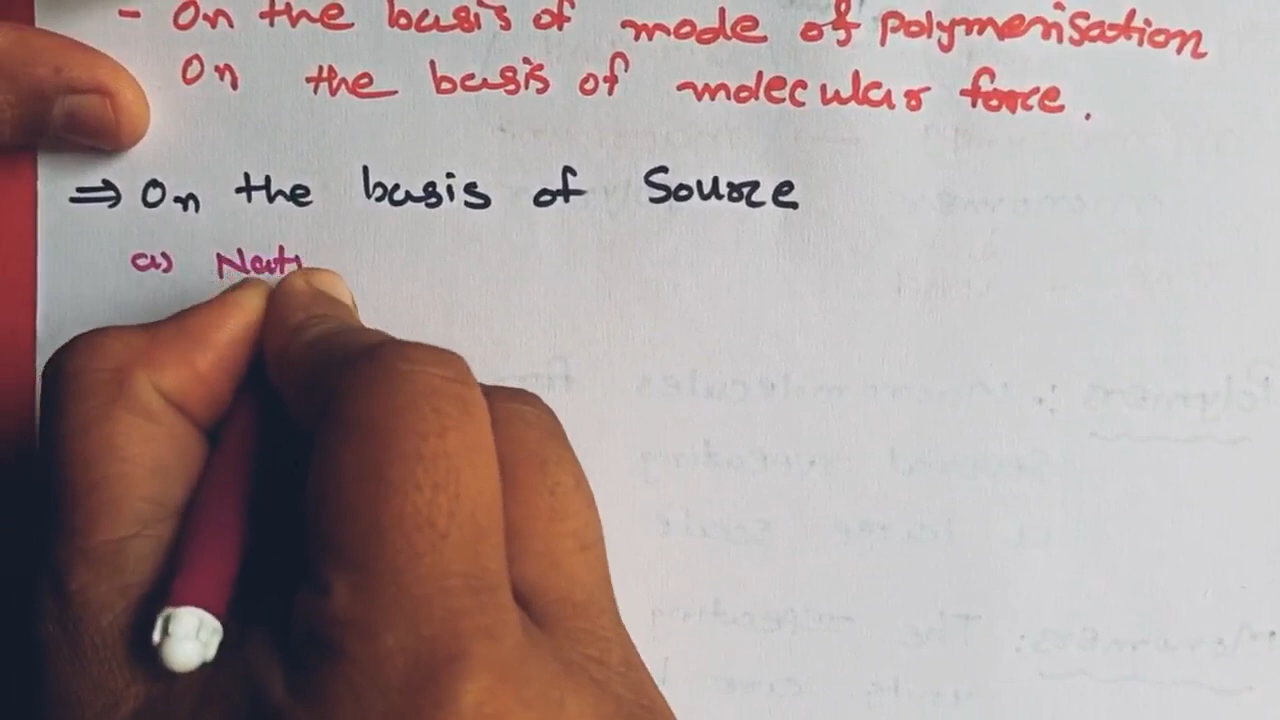 - On the basis of mode of polymerisation
On the basis of molecular force.
⇒ On the basis of Source
a) Nat